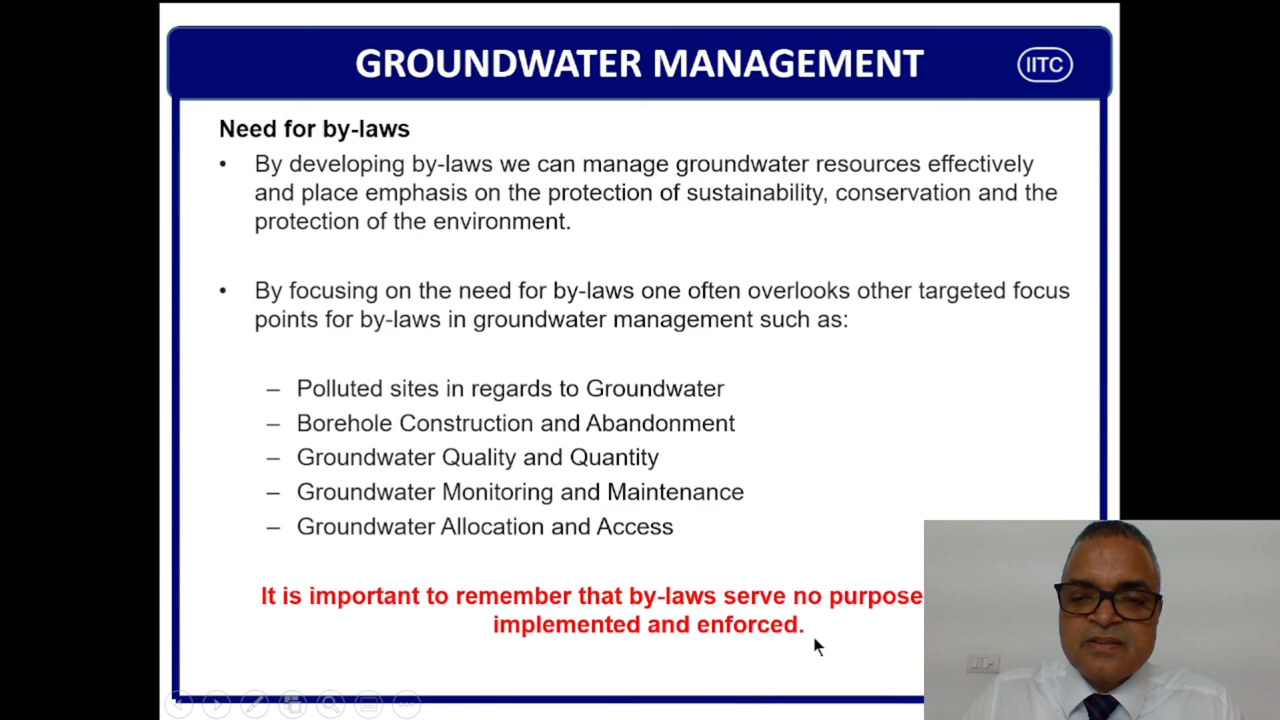 GROUNDWATER MANAGEMENT
IITC
Need for by-laws
• By developing by-laws we can manage groundwater resources effectively
and place emphasis on the protection of sustainability, conservation and the
protection of the environment.
• By focusing on the need for by-laws one often overlooks other targeted focus
points for by-laws in groundwater management such as:
– Polluted sites in regards to Groundwater
– Borehole Construction and Abandonment
– Groundwater Quality and Quantity
– Groundwater Monitoring and Maintenance
– Groundwater Allocation and Access
It is important to remember that by-laws serve no purpose
implemented and enforced.